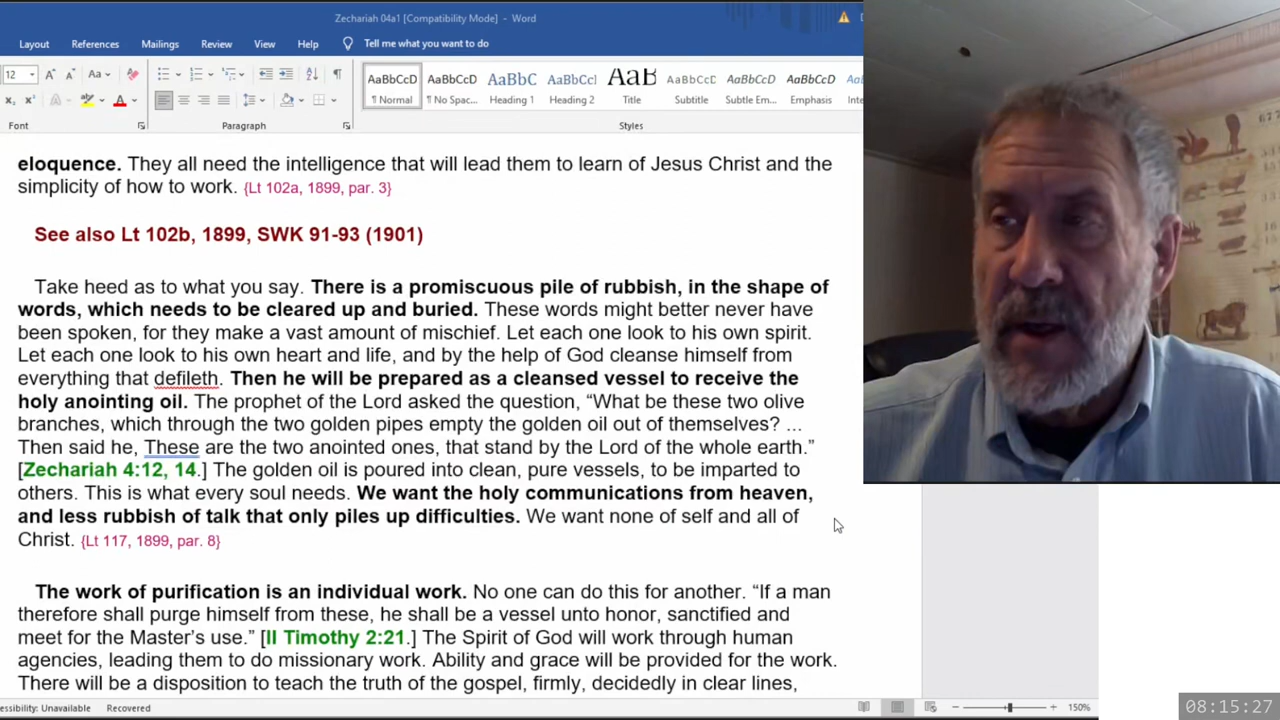 Zechariah 04a1 [Compatibility Mode] - Word
Layout References Mailings Review View Help Tell me what you want to do
12 Aa
AaBbCcD AaBbCcD AaBbC AaBbCcI AaB AaBbCcD AaBbCcD AaBbCcD
¶ Normal ¶ No Spac... Heading 1 Heading 2 Title Subtitle Subtle Em... Emphasis
Font Paragraph Styles
eloquence. They all need the intelligence that will lead them to learn of Jesus Christ and the
simplicity of how to work. {Lt 102a, 1899, par. 3}
See also Lt 102b, 1899, SWK 91-93 (1901)
Take heed as to what you say. There is a promiscuous pile of rubbish, in the shape of
words, which needs to be cleared up and buried. These words might better never have
been spoken, for they make a vast amount of mischief. Let each one look to his own spirit.
Let each one look to his own heart and life, and by the help of God cleanse himself from
everything that defileth. Then he will be prepared as a cleansed vessel to receive the
holy anointing oil. The prophet of the Lord asked the question, “What be these two olive
branches, which through the two golden pipes empty the golden oil out of themselves? ...
Then said he, These are the two anointed ones, that stand by the Lord of the whole earth.”
[Zechariah 4:12, 14.] The golden oil is poured into clean, pure vessels, to be imparted to
others. This is what every soul needs. We want the holy communications from heaven,
and less rubbish of talk that only piles up difficulties. We want none of self and all of
Christ. {Lt 117, 1899, par. 8}
The work of purification is an individual work. No one can do this for another. “If a man
therefore shall purge himself from these, he shall be a vessel unto honor, sanctified and
meet for the Master’s use.” [II Timothy 2:21.] The Spirit of God will work through human
agencies, leading them to do missionary work. Ability and grace will be provided for the work.
There will be a disposition to teach the truth of the gospel, firmly, decidedly in clear lines,
ssibility: Unavailable Recovered 150%
08:15:27